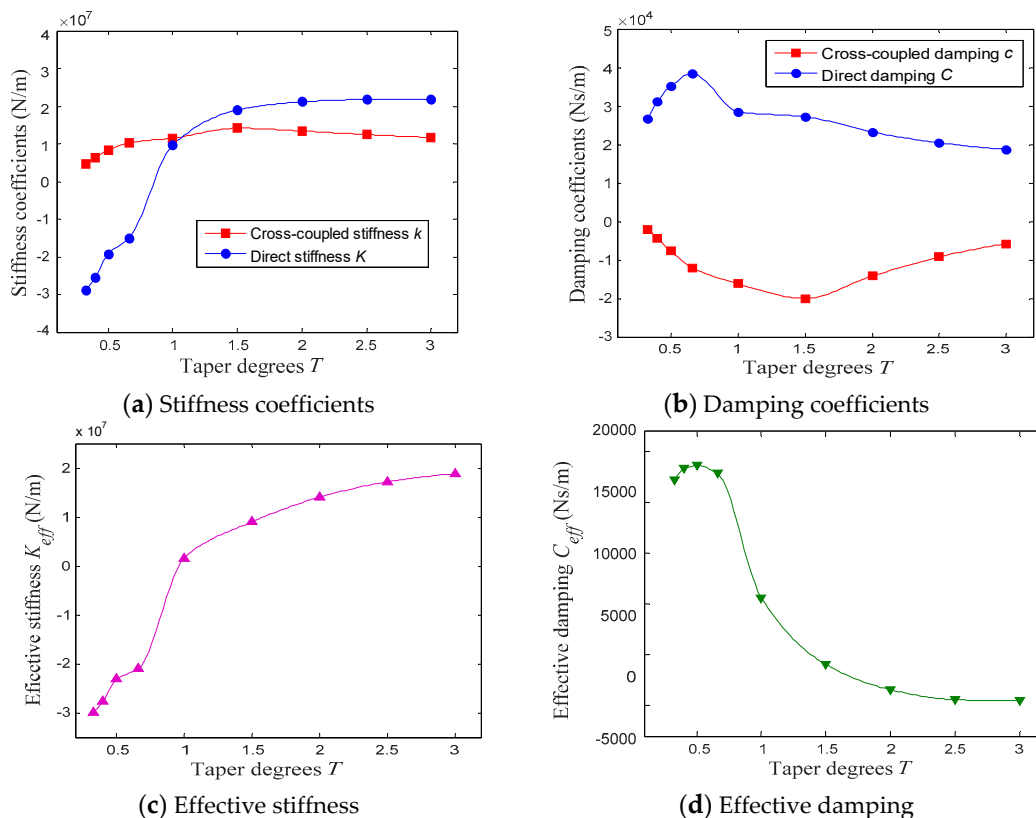 ×10⁷
4
3
2
1
0
-1
-2
-3
-4
Stiffness coefficients (N/m)
Cross-coupled stiffness k
Direct stiffness K
0.5 1 1.5 2 2.5 3
Taper degrees T
(a) Stiffness coefficients
×10⁴
5
4
3
2
1
0
-1
-2
-3
Damping coefficients (Ns/m)
Cross-coupled damping c
Direct damping C
0.5 1 1.5 2 2.5 3
Taper degrees T
(b) Damping coefficients
x 10⁷
2
1
0
-1
-2
-3
Eficctive stiffness K_eff (N/m)
0.5 1 1.5 2 2.5 3
Taper degrees T
(c) Effective stiffness
20000
15000
10000
5000
0
-5000
Effective damping C_eff (Ns/m)
0.5 1 1.5 2 2.5 3
Taper degrees T
(d) Effective damping